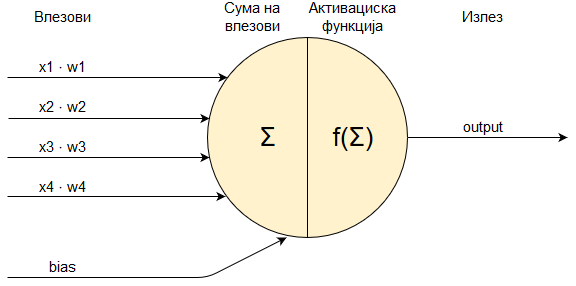 Влезови
Сума на
влезови
Активациска
функција
Излез
x1 · w1
x2 · w2
x3 · w3
x4 · w4
Σ
f(Σ)
output
bias